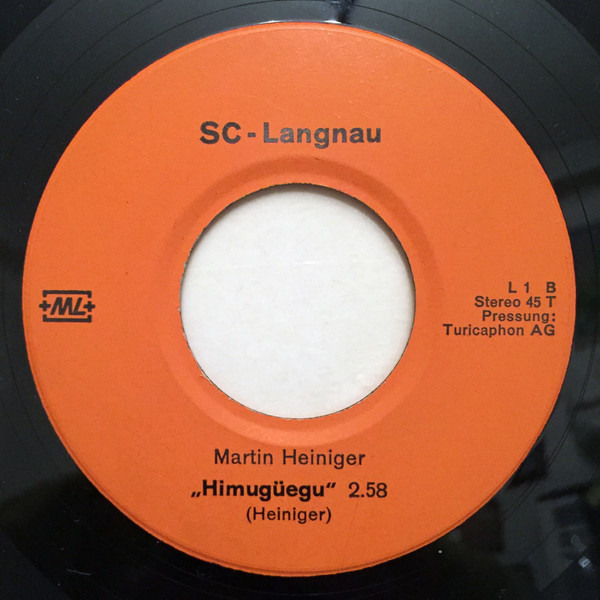 SC-Langnau
+ML+
L 1 B
Stereo 45 T
Pressung:
Turicaphon AG
Martin Heiniger
„Himugüegu“ 2.58
(Heiniger)